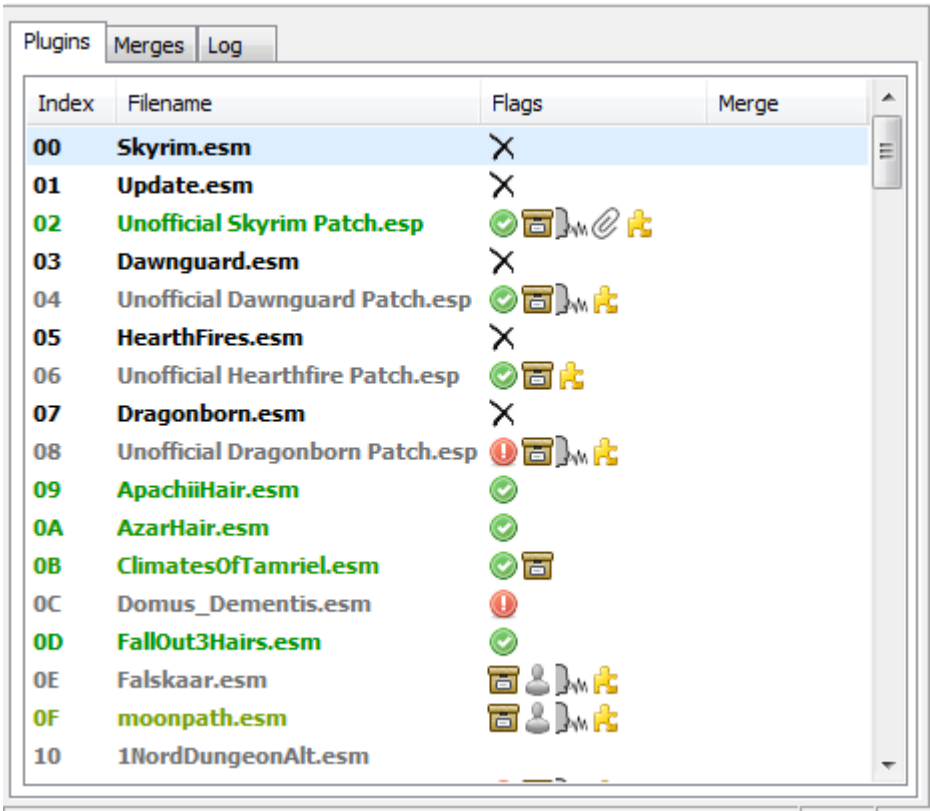 Plugins Merges Log
Index Filename Flags Merge
00 Skyrim.esm
01 Update.esm
02 Unofficial Skyrim Patch.esp
03 Dawnguard.esm
04 Unofficial Dawnguard Patch.esp
05 HearthFires.esm
06 Unofficial Hearthfire Patch.esp
07 Dragonborn.esm
08 Unofficial Dragonborn Patch.esp
09 ApachiiHair.esm
0A AzarHair.esm
0B ClimatesOfTamriel.esm
0C Domus_Dementis.esm
0D FallOut3Hairs.esm
0E Falskaar.esm
0F moonpath.esm
10 1NordDungeonAlt.esm